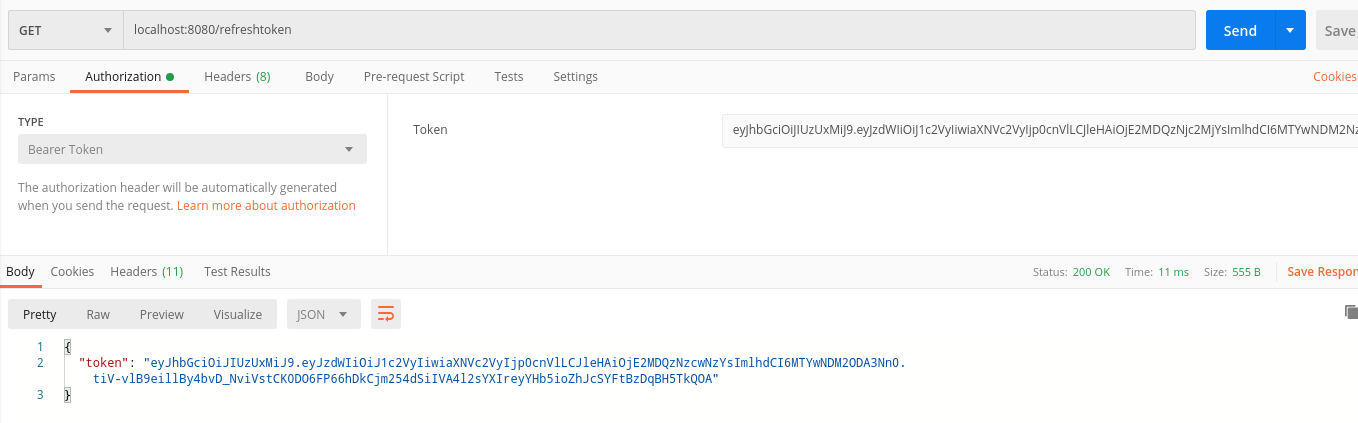 GET
localhost:8080/refreshtoken
Send
Save
Params
Authorization
Headers (8)
Body
Pre-request Script
Tests
Settings
Cookies
TYPE
Bearer Token
The authorization header will be automatically generated
when you send the request. Learn more about authorization
Token
eyJhbGciOiJIUzUxMiJ9.eyJzdWIiOiJ1c2VyIiwiaXNVc2VyIjp0cnVlLCJleHAiOjE2MDQzNjc2MjYsImlhdCI6MTYwNDM2Nz
Body
Cookies
Headers (11)
Test Results
Status: 200 OK
Time: 11 ms
Size: 555 B
Save Respon
Pretty
Raw
Preview
Visualize
JSON
1 {
2 "token": "eyJhbGciOiJIUzUxMiJ9.eyJzdWIiOiJ1c2VyIiwiaXNVc2VyIjp0cnVlLCJleHAiOjE2MDQzNzcwNzYsImlhdCI6MTYwNDM2ODA3Nn0.
tiV-vlB9eillBy4bvD_NviVstCKODO6FP66hDkCjm254dSiIVA4l2sYXIreyYHb5ioZhJcSYFtBzDqBH5TkQOA"
3 }